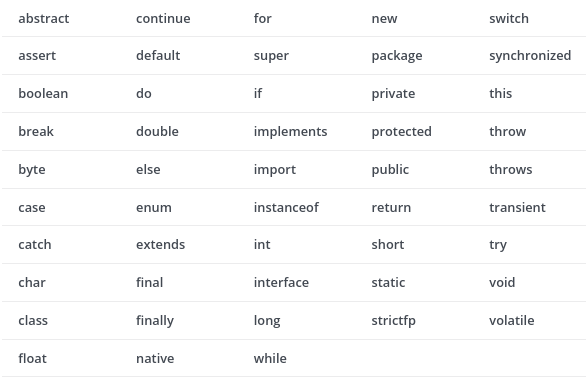 abstract continue for new switch
assert default super package synchronized
boolean do if private this
break double implements protected throw
byte else import public throws
case enum instanceof return transient
catch extends int short try
char final interface static void
class finally long strictfp volatile
float native while